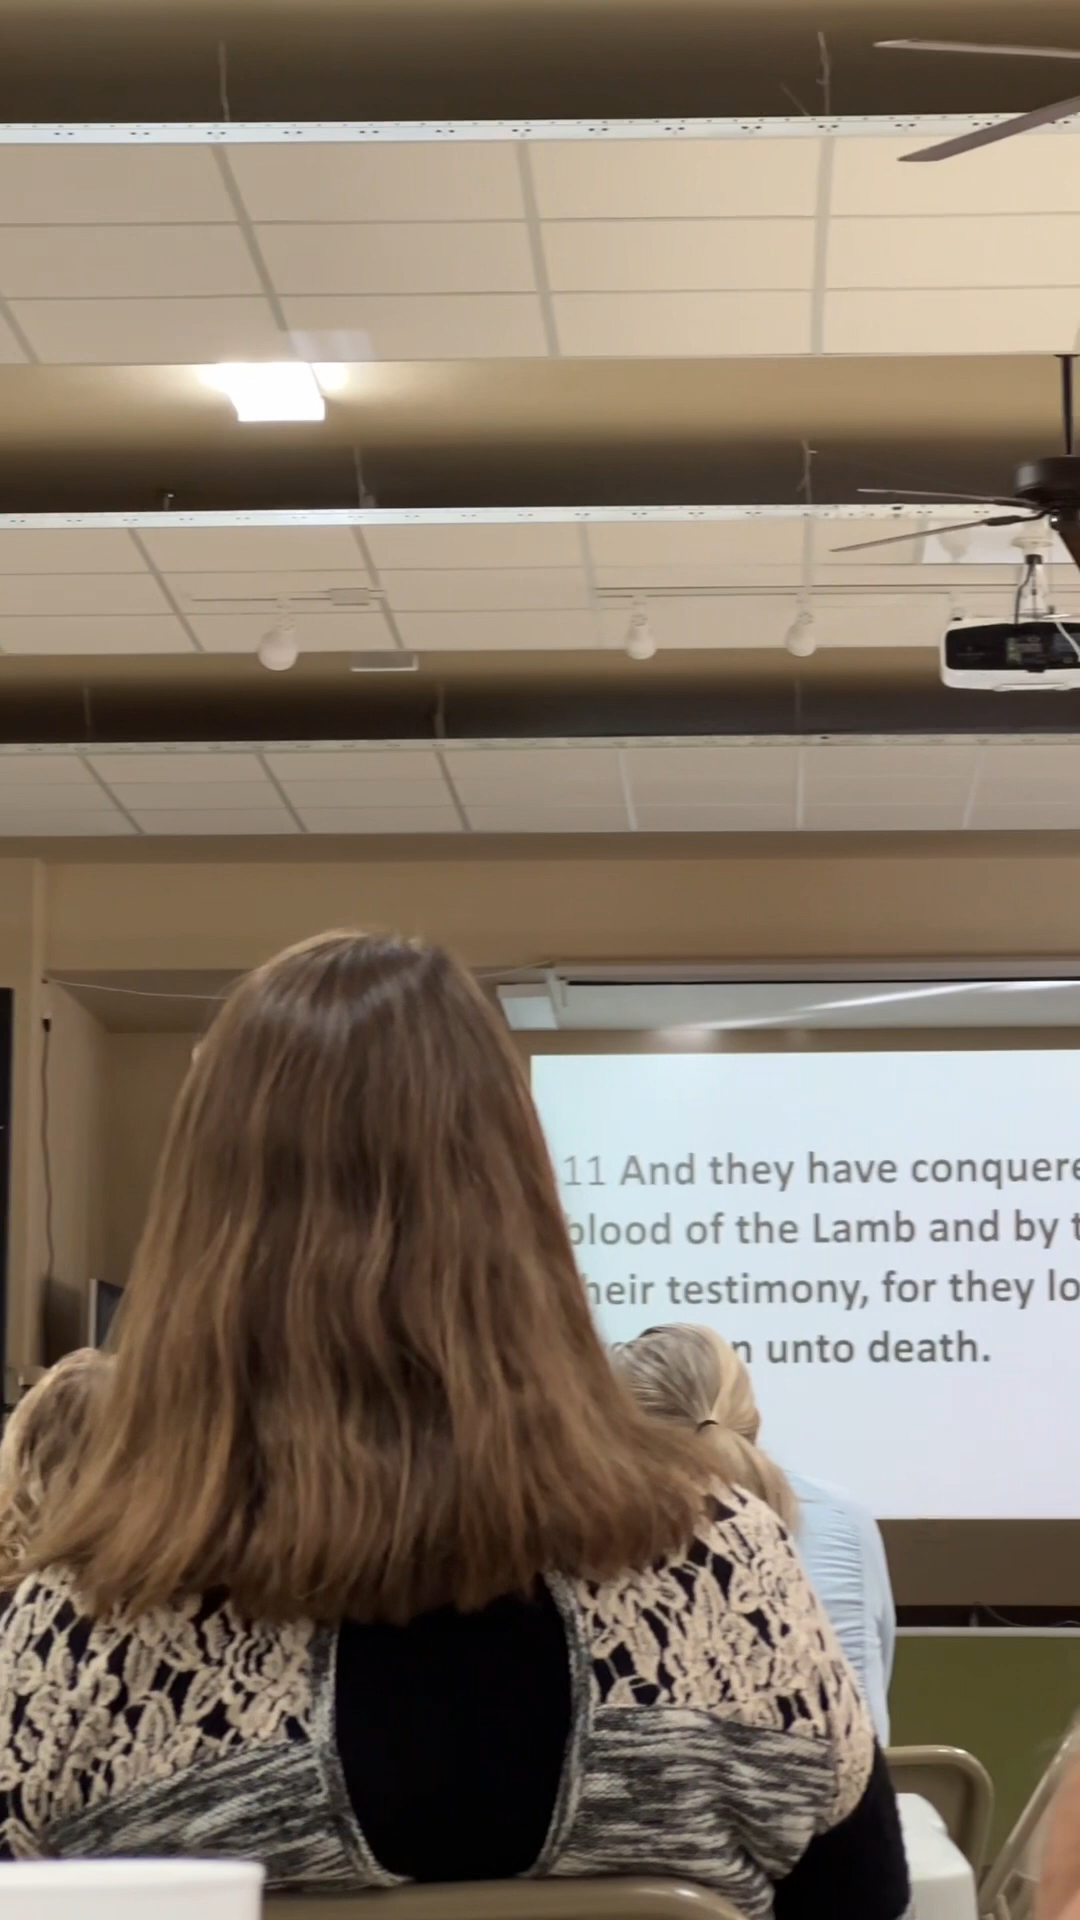 11 And they have conquere
blood of the Lamb and by t
heir testimony, for they lo
n unto death.